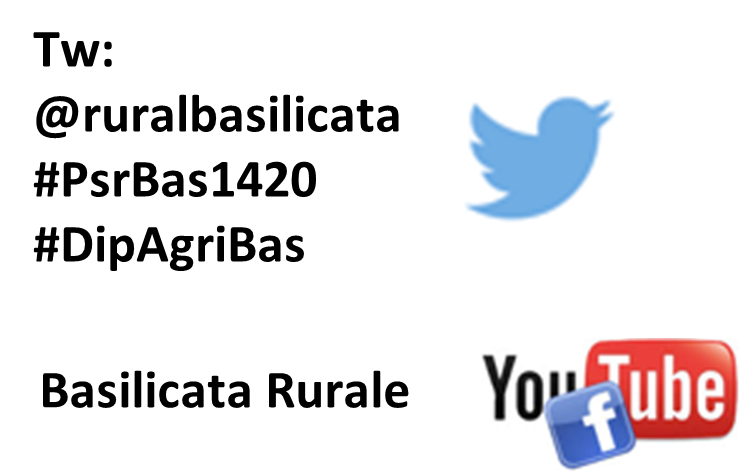 Tw:
@ruralbasilicata
#PsrBas1420
#DipAgriBas
Basilicata Rurale
YouTube
f